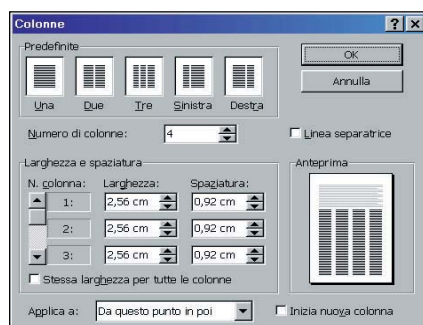 Colonne
Predefinite
OK
Annulla
Una Due Tre Sinistra Destra
Numero di colonne: 4
Linea separatrice
Larghezza e spaziatura
Anteprima
N. colonna: Larghezza: Spaziatura:
1: 2,56 cm 0,92 cm
2: 2,56 cm 0,92 cm
3: 2,56 cm 0,92 cm
Stessa larghezza per tutte le colonne
Applica a: Da questo punto in poi
Inizia nuova colonna